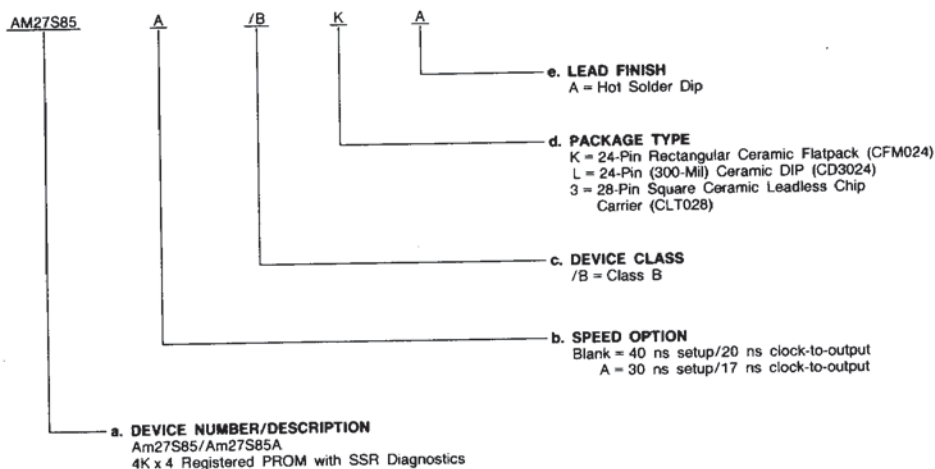 AM27S85 A /B K A
e. LEAD FINISH
A = Hot Solder Dip
d. PACKAGE TYPE
K = 24-Pin Rectangular Ceramic Flatpack (CFM024)
L = 24-Pin (300-Mil) Ceramic DIP (CD3024)
3 = 28-Pin Square Ceramic Leadless Chip
Carrier (CLT028)
c. DEVICE CLASS
/B = Class B
b. SPEED OPTION
Blank = 40 ns setup/20 ns clock-to-output
A = 30 ns setup/17 ns clock-to-output
a. DEVICE NUMBER/DESCRIPTION
Am27S85/Am27S85A
4K x 4 Registered PROM with SSR Diagnostics